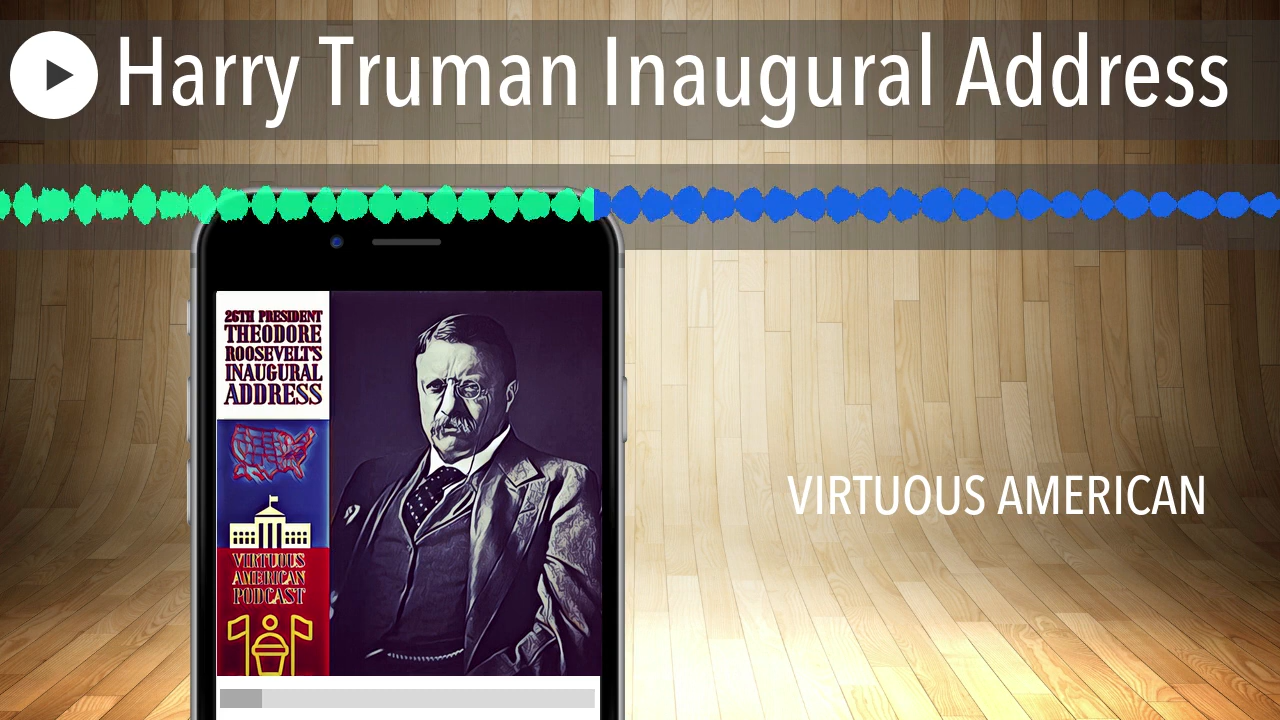 Harry Truman Inaugural Address
26TH PRESIDENT
THEODORE
ROOSEVELT'S
INAUGURAL
ADDRESS
VIRTUOUS AMERICAN
VIRTUOUS
AMERICAN
PODCAST